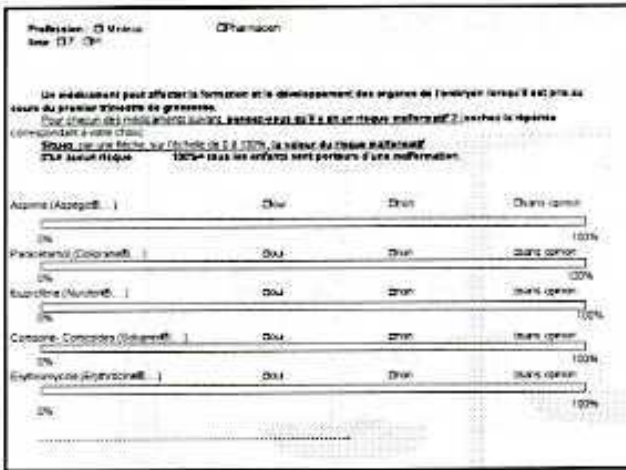 Profession: ☐ Médecin ☐Pharmacien
Sexe ☐F ☐M
Un médicament peut affecter la formation et le développement des organes de l'embryon lorsqu'il est pris au
cours du premier trimestre de grossesse.
Pour chacun des médicaments suivants, pensez-vous qu'il y a un risque malformatif ? (cochez la réponse
correspondant à votre choix)
Situez, par une flèche, sur l'échelle de 0 à 100%, la valeur du risque malformatif
0%= aucun risque 100%= tous les enfants sont porteurs d'une malformation.
Aspirine (Aspégic®... ) ☐oui ☐non ☐sans opinion
0% 100%
Paracétamol (Doliprane®... ) ☐oui ☐non ☐sans opinion
0% 100%
Ibuprofène (Nurofen®... ) ☐oui ☐non ☐sans opinion
0% 100%
Cortisone- Corticoïdes (Solupred®... ) ☐oui ☐non ☐sans opinion
0% 100%
Erythromycine (Erythrocine®... ) ☐oui ☐non ☐sans opinion
0% 100%